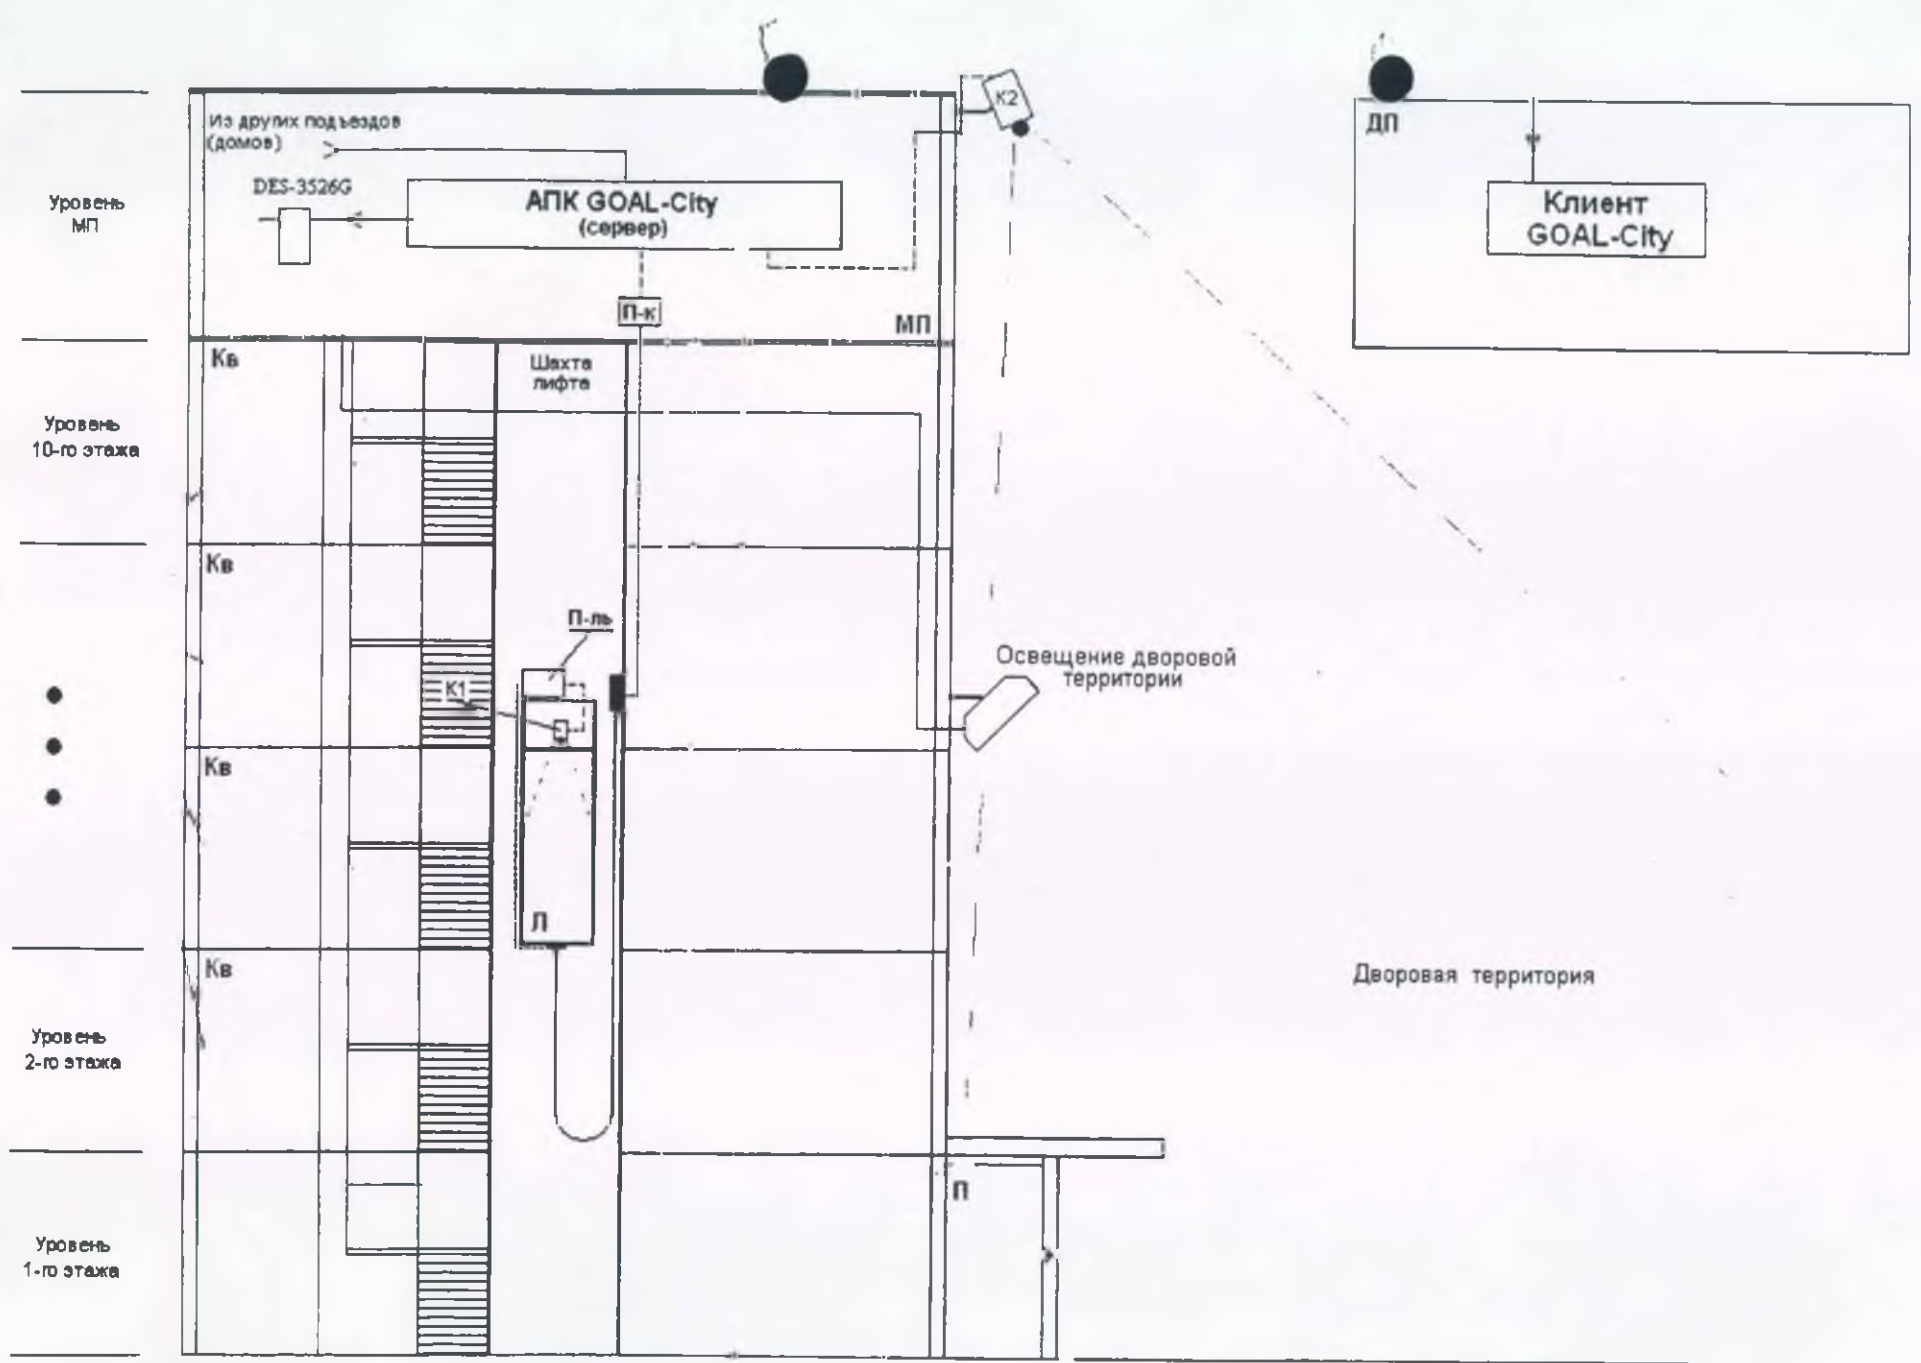 К2
ДП
Из других подъездов
(домов)
DES-3526G
АПК GOAL-City
(сервер)
Клиент
GOAL-City
Уровень
МП
П-к
МП
Кв
Шахта
лифта
Уровень
10-го этажа
Кв
П-ль
К1
Освещение дворовой
территории
Кв
Л
Кв
Дворовая территория
Уровень
2-го этажа
П
Уровень
1-го этажа